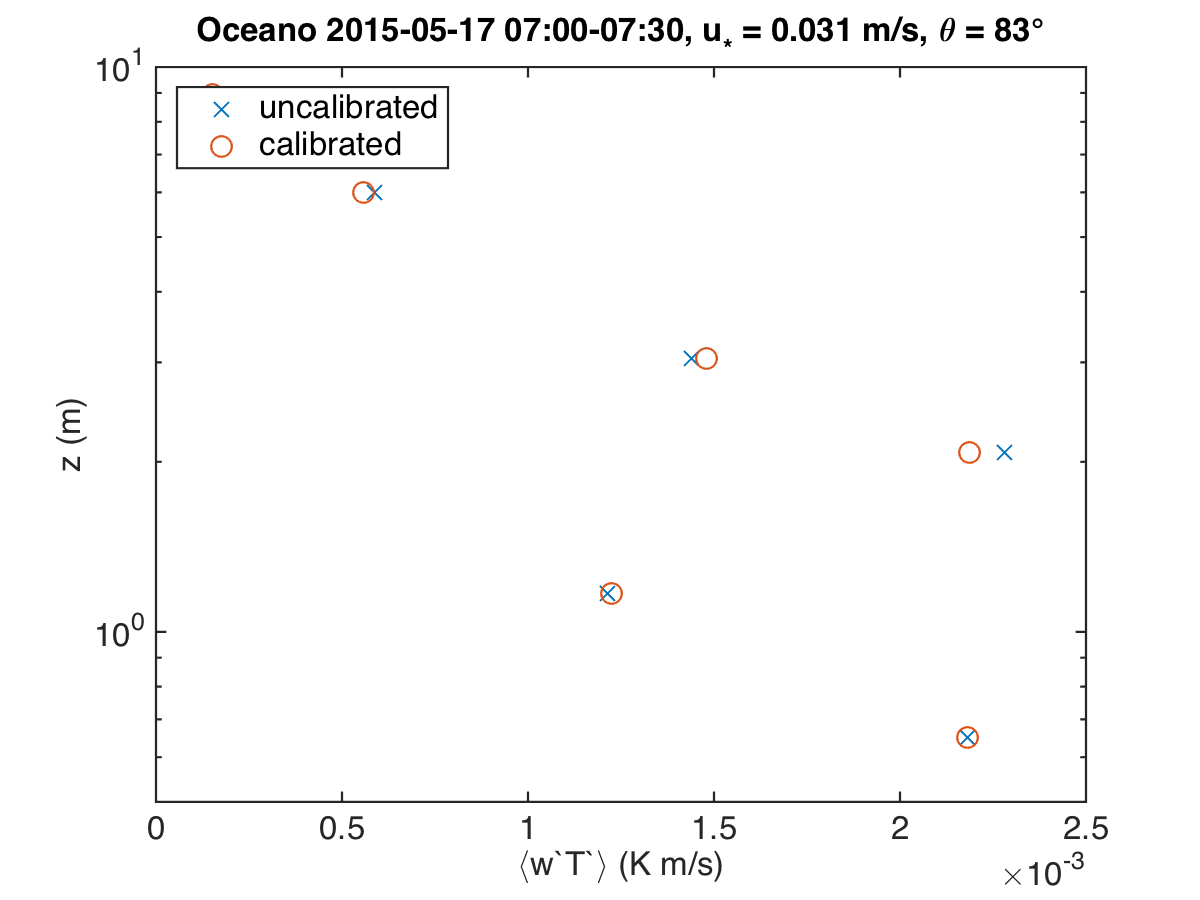 Oceano 2015-05-17 07:00-07:30, u* = 0.031 m/s, θ = 83°
10¹
uncalibrated
calibrated
z (m)
10⁰
0 0.5 1 1.5 2 2.5
⟨w`T`⟩ (K m/s)
×10⁻³